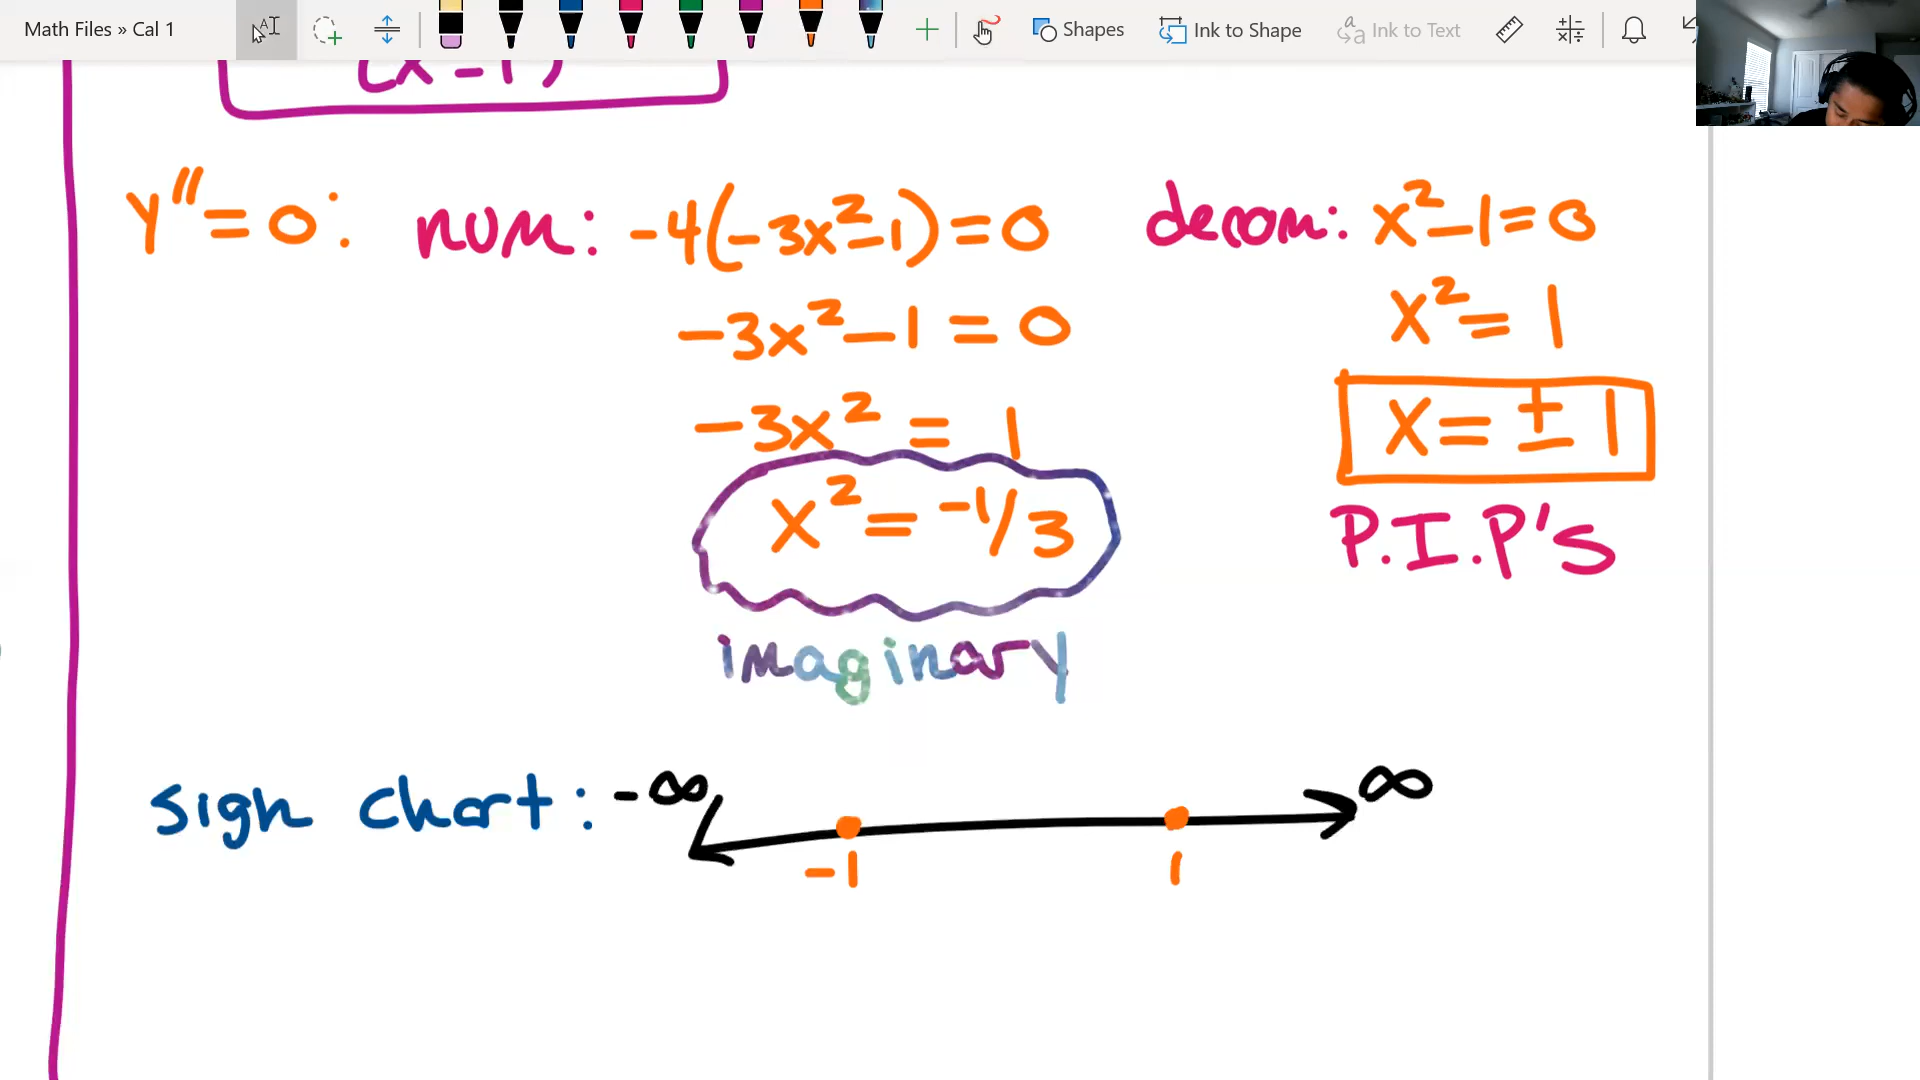 Math Files » Cal 1
Shapes
Ink to Shape
Ink to Text
(x-1)
y''=0: num: -4(-3x²-1)=0 denom: x²-1=0
-3x²-1=0 x²=1
-3x²=1 x=±1
x²=-1/3 P.I.P's
imaginary
sign chart: -∞ ∞
-1 1